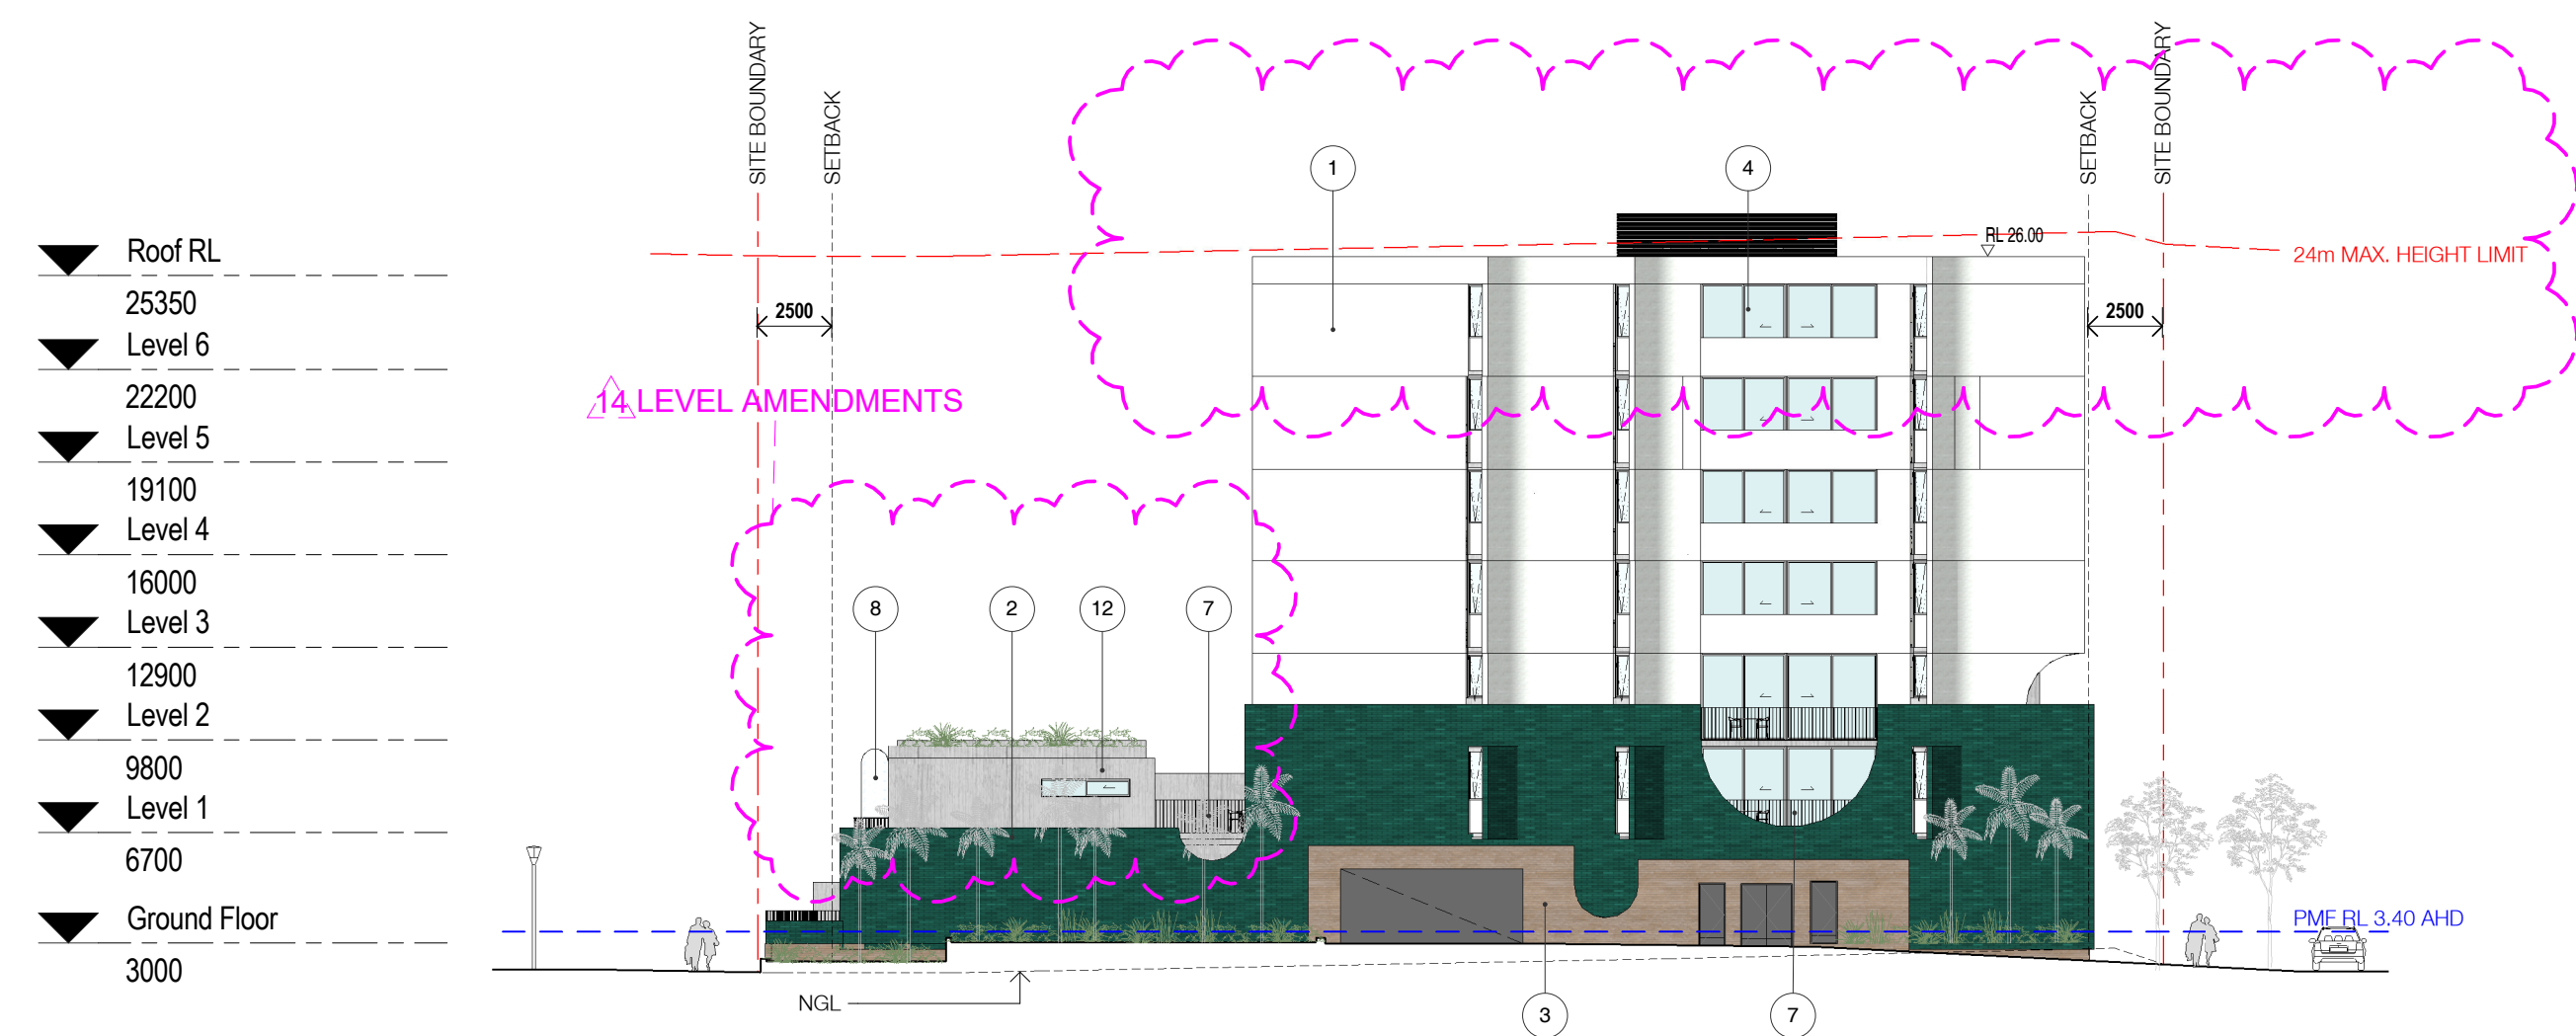 SITE BOUNDARY
SETBACK
SETBACK
SITE BOUNDARY
1
4
Roof RL
25350
RL 26.00
24m MAX. HEIGHT LIMIT
2500
2500
Level 6
22200
14 LEVEL AMENDMENTS
Level 5
19100
Level 4
16000
8
2
12
7
Level 3
12900
Level 2
9800
Level 1
6700
Ground Floor
3000
PMF RL 3.40 AHD
NGL
3
7